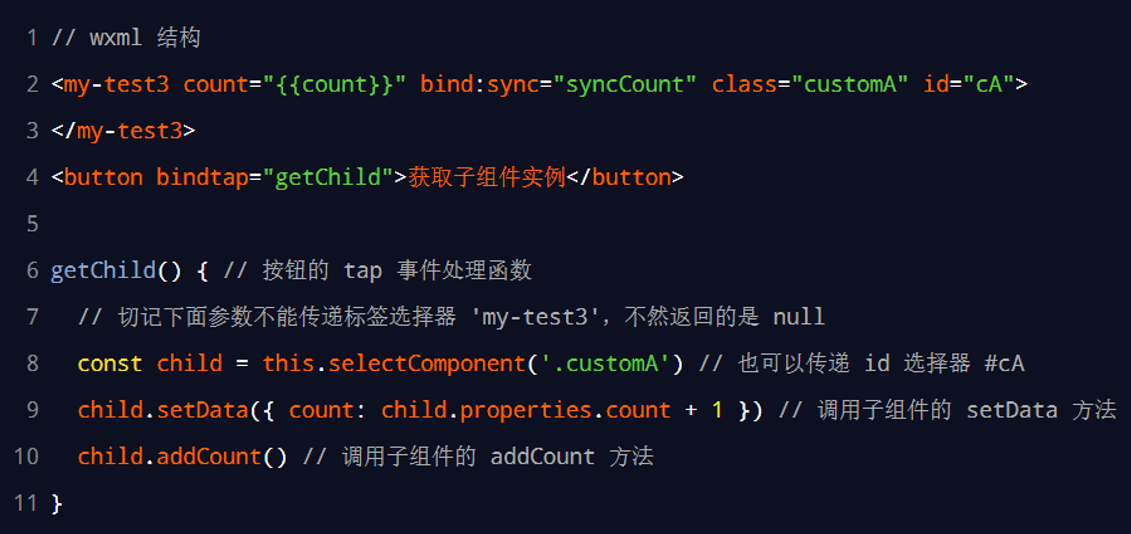 1 // wxml 结构
2 <my-test3 count="{{count}}" bind:sync="syncCount" class="customA" id="cA">
3 </my-test3>
4 <button bindtap="getChild">获取子组件实例</button>
5
6 getChild() { // 按钮的 tap 事件处理函数
7   // 切记下面参数不能传递标签选择器 'my-test3'，不然返回的是 null
8   const child = this.selectComponent('.customA') // 也可以传递 id 选择器 #cA
9   child.setData({ count: child.properties.count + 1 }) // 调用子组件的 setData 方法
10   child.addCount() // 调用子组件的 addCount 方法
11 }